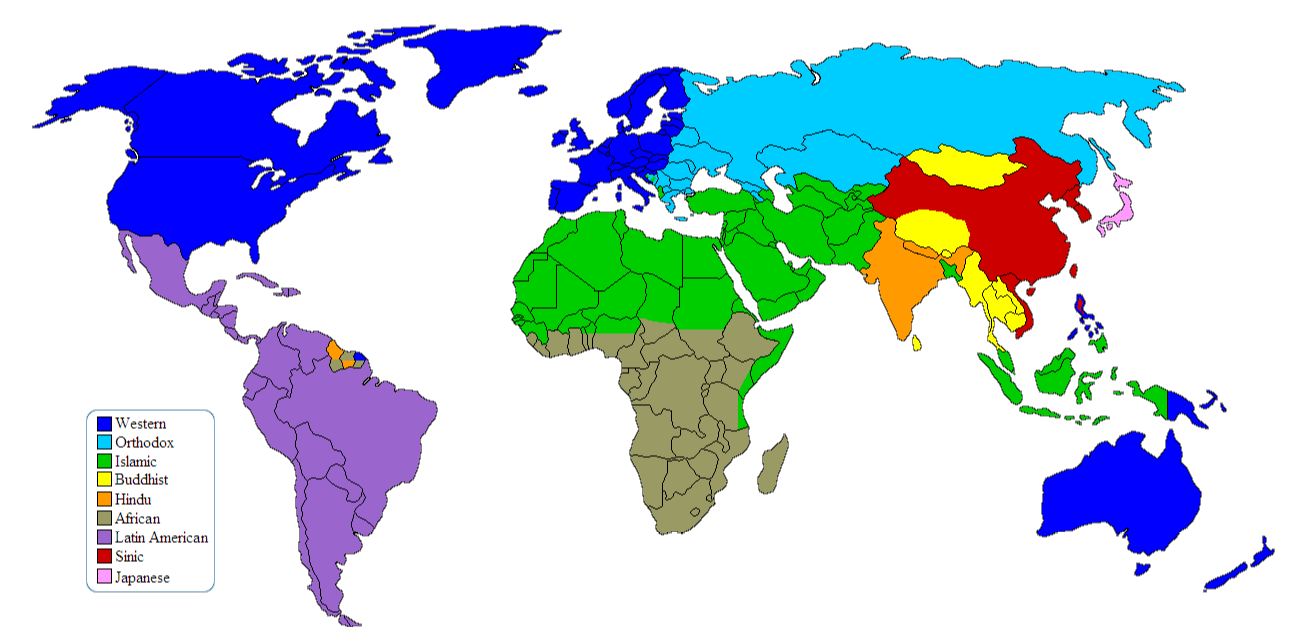 Western
Orthodox
Islamic
Buddhist
Hindu
African
Latin American
Sinic
Japanese